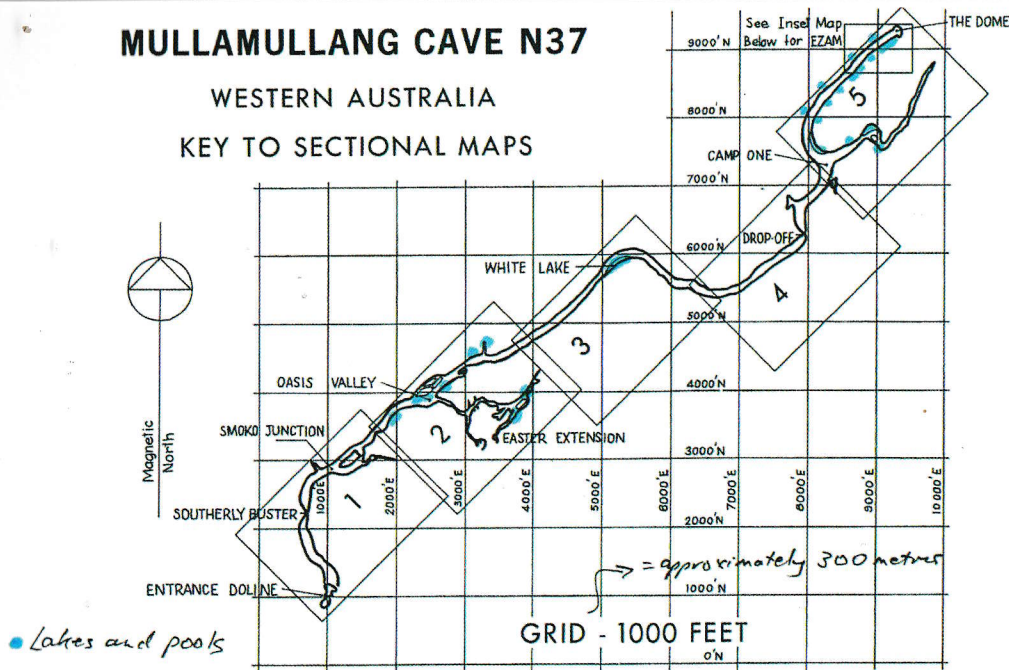 MULLAMULLANG CAVE N37
WESTERN AUSTRALIA
KEY TO SECTIONAL MAPS
See Inset Map
Below for EZAM
THE DOME
9000'N
5
8000'N
CAMP ONE
7000'N
DROP-OFF
6000'N
WHITE LAKE
4
5000'N
3
OASIS VALLEY
4000'N
SMOKO JUNCTION
2
EASTER EXTENSION
Magnetic
North
3000'N
1000'E
2000'E
3000'E
4000'E
5000'E
6000'E
7000'E
8000'E
9000'E
10000'E
1
SOUTHERLY BUSTER
2000'N
= approximately 300 metres
ENTRANCE DOLINE
1000'N
Lakes and pools
GRID - 1000 FEET
0'N